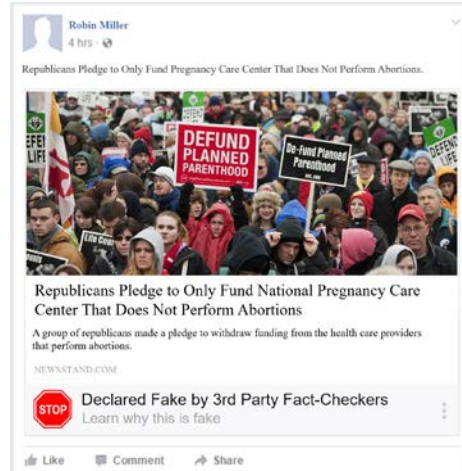 Robin Miller
4 hrs ·
Republicans Pledge to Only Fund Pregnancy Care Center That Does Not Perform Abortions.
DEFUND
PLANNED
PARENTHOOD
De-Fund Planned
Parenthood
DEFEND
LIFE
Republicans Pledge to Only Fund National Pregnancy Care
Center That Does Not Perform Abortions
A group of republicans made a pledge to withdraw funding from the health care providers
that perform abortions.
NEWSSTAND.COM
STOP
Declared Fake by 3rd Party Fact-Checkers
Learn why this is fake
Like
Comment
Share